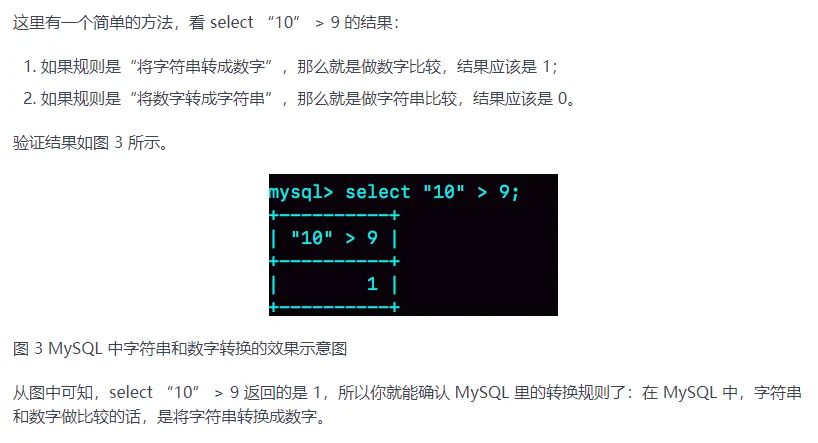 这里有一个简单的方法，看 select “10” > 9 的结果：
1. 如果规则是“将字符串转成数字”，那么就是做数字比较，结果应该是 1；
2. 如果规则是“将数字转成字符串”，那么就是做字符串比较，结果应该是 0。
验证结果如图 3 所示。
mysql> select "10" > 9;
+----------+
| "10" > 9 |
+----------+
|        1 |
+----------+
图 3 MySQL 中字符串和数字转换的效果示意图
从图中可知，select “10” > 9 返回的是 1，所以你就能确认 MySQL 里的转换规则了：在 MySQL 中，字符串
和数字做比较的话，是将字符串转换成数字。